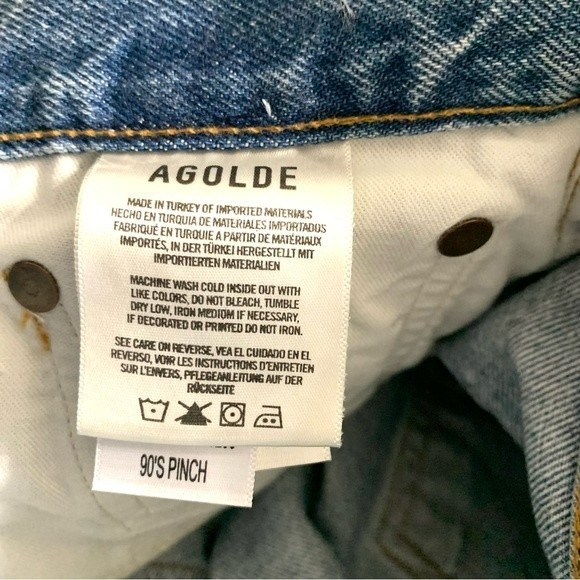 AGOLDE
MADE IN TURKEY OF IMPORTED MATERIALS
HECHO EN TURQUIA DE MATERIALES IMPORTADOS
FABRIQUÉ EN TURQUIE A PARTIR DE MATÉRIAUX
IMPORTÉS, IN DER TÜRKEI HERGESTELLT MIT
IMPORTIERTEN MATERIALIEN
MACHINE WASH COLD INSIDE OUT WITH
LIKE COLORS, DO NOT BLEACH, TUMBLE
DRY LOW, IRON MEDIUM IF NECESSARY,
IF DECORATED OR PRINTED DO NOT IRON.
SEE CARE ON REVERSE, VEA EL CUIDADO EN EL
REVERSO, VOIR LES INSTRUCTIONS D'ENTRETIEN
SUR L'ENVERS, PFLEGEANLEITUNG AUF DER
RÜCKSEITE
90'S PINCH